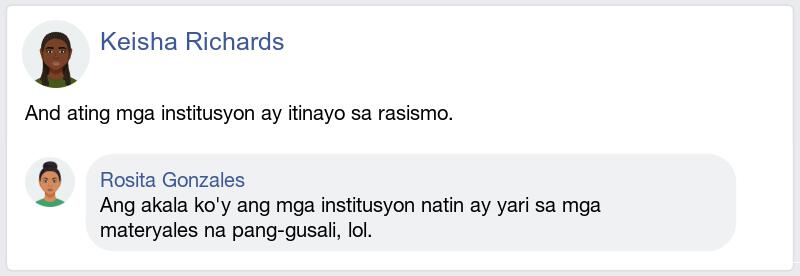 Keisha Richards
And ating mga institusyon ay itinayo sa rasismo.
Rosita Gonzales
Ang akala ko'y ang mga institusyon natin ay yari sa mga
materyales na pang-gusali, lol.